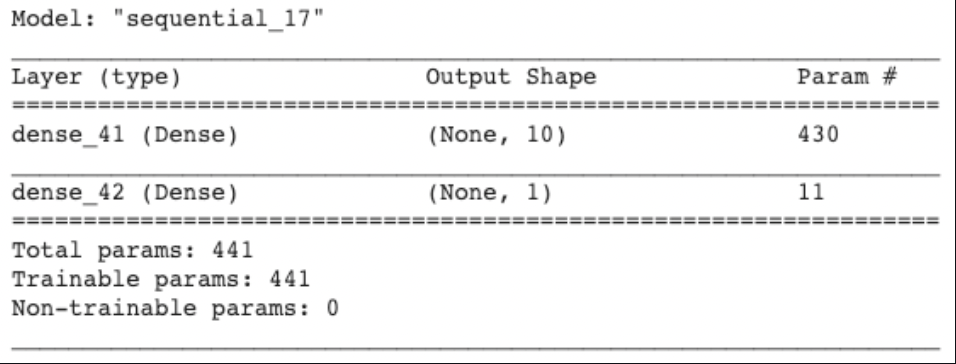 Model: "sequential_17"
Layer (type) Output Shape Param #
dense_41 (Dense) (None, 10) 430
dense_42 (Dense) (None, 1) 11
Total params: 441
Trainable params: 441
Non-trainable params: 0